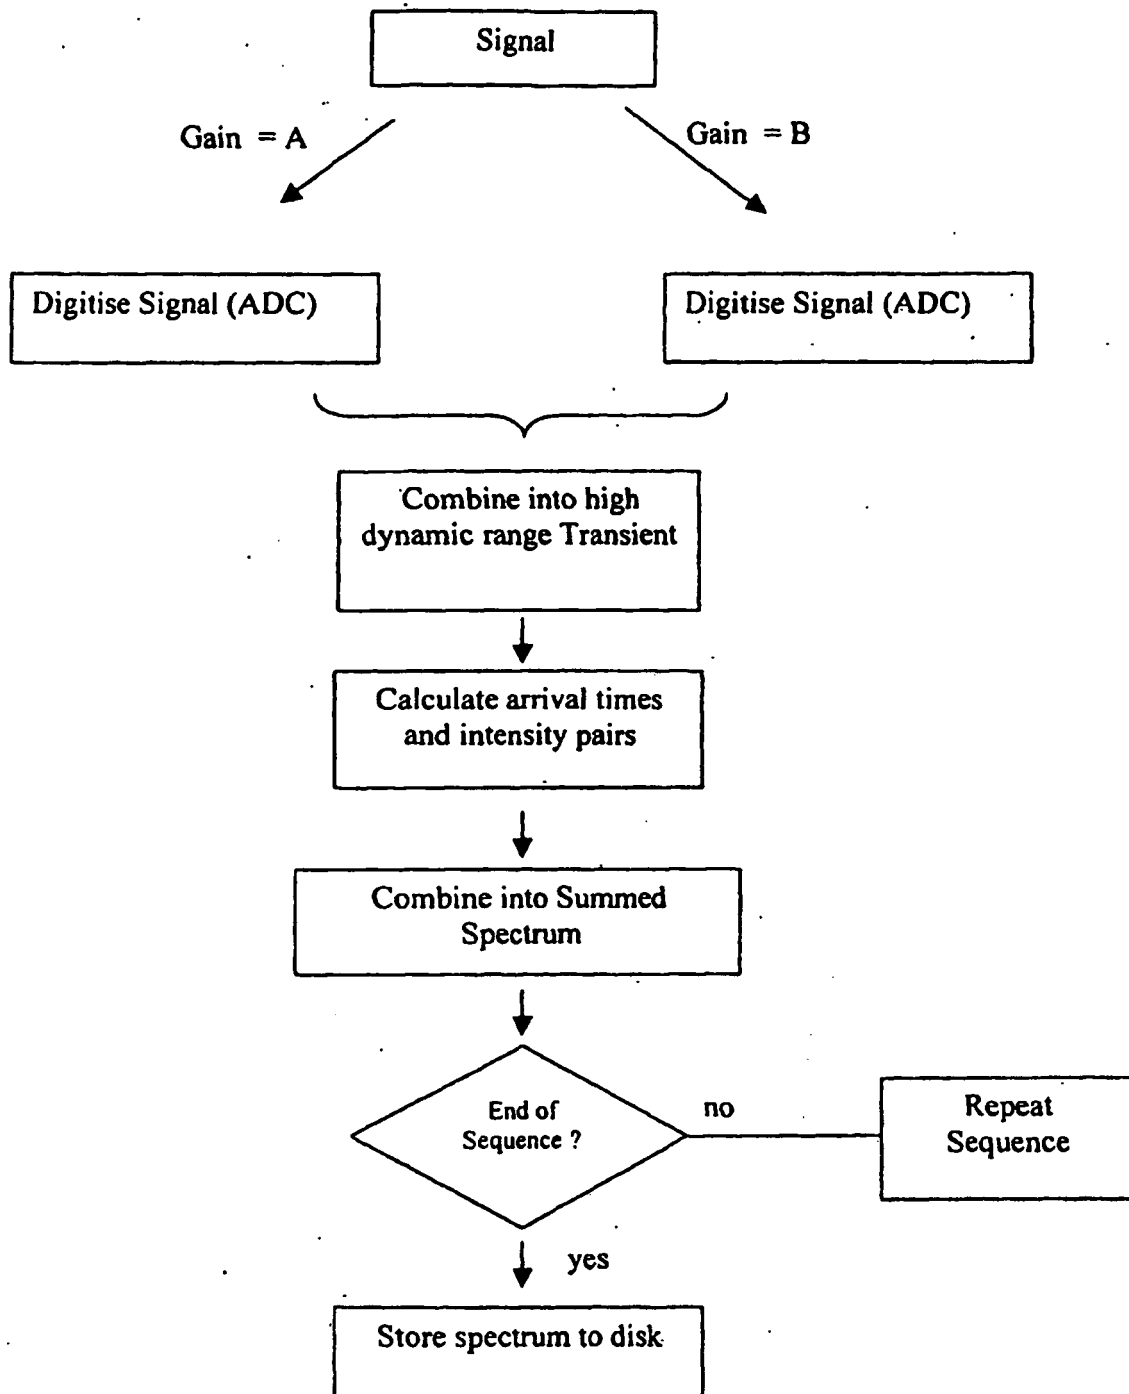 Signal
Gain = A
Gain = B
Digitise Signal (ADC)
Digitise Signal (ADC)
Combine into high
dynamic range Transient
Calculate arrival times
and intensity pairs
Combine into Summed
Spectrum
End of
Sequence ?
no
Repeat
Sequence
yes
Store spectrum to disk